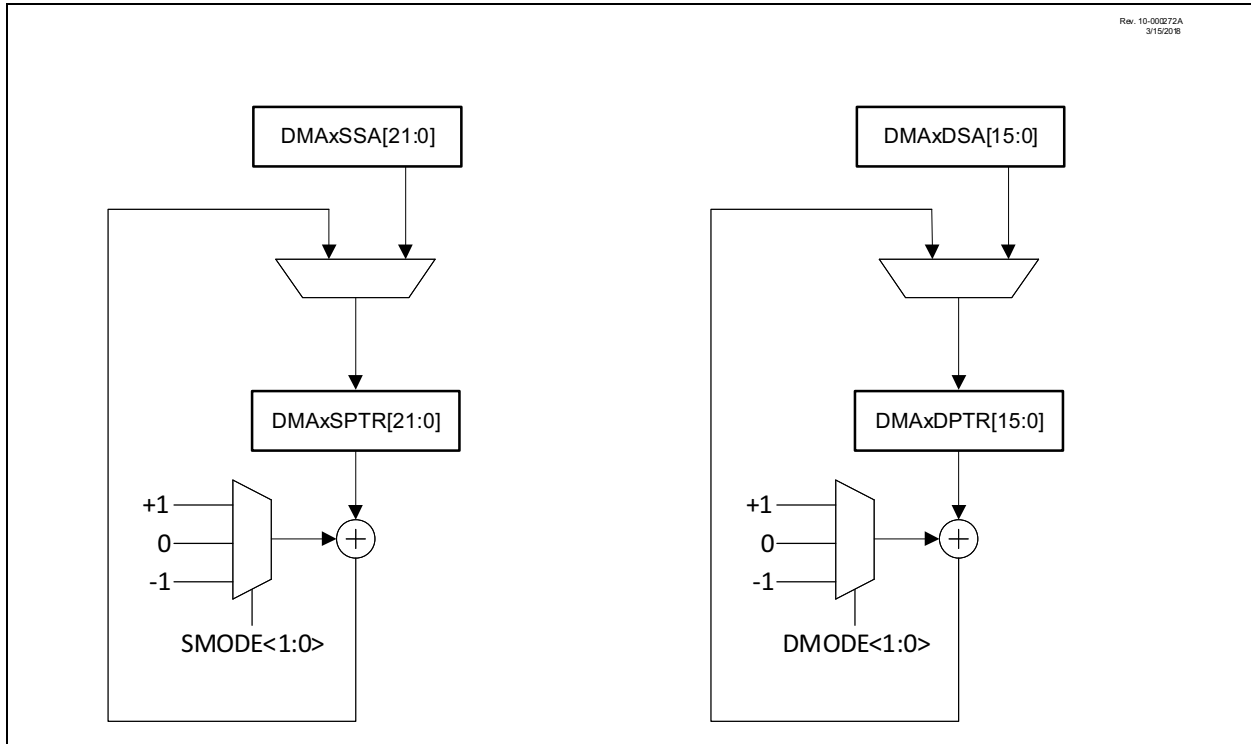 Rev. 10-000272A
3/15/2018
DMAxSSA[21:0]
DMAxSPTR[21:0]
+1
0
-1
SMODE<1:0>
DMAxDSA[15:0]
DMAxDPTR[15:0]
+1
0
-1
DMODE<1:0>